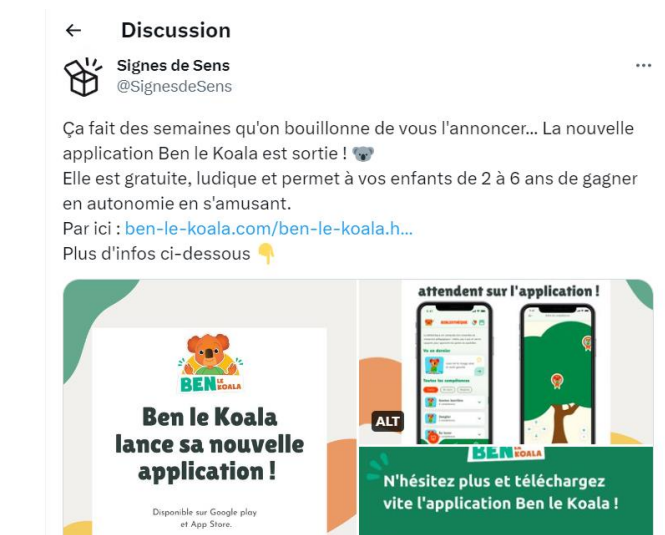 Discussion
Signes de Sens
@SignesdeSens
Ça fait des semaines qu'on bouillonne de vous l'annoncer... La nouvelle
application Ben le Koala est sortie ! 🐨
Elle est gratuite, ludique et permet à vos enfants de 2 à 6 ans de gagner
en autonomie en s'amusant.
Par ici : ben-le-koala.com/ben-le-koala.h...
Plus d'infos ci-dessous 👇
BEN LE KOALA
Ben le Koala
lance sa nouvelle
application !
Disponible sur Google play
et App Store.
attendent sur l'application !
ALT
BEN LE KOALA
N'hésitez plus et téléchargez
vite l'application Ben le Koala !